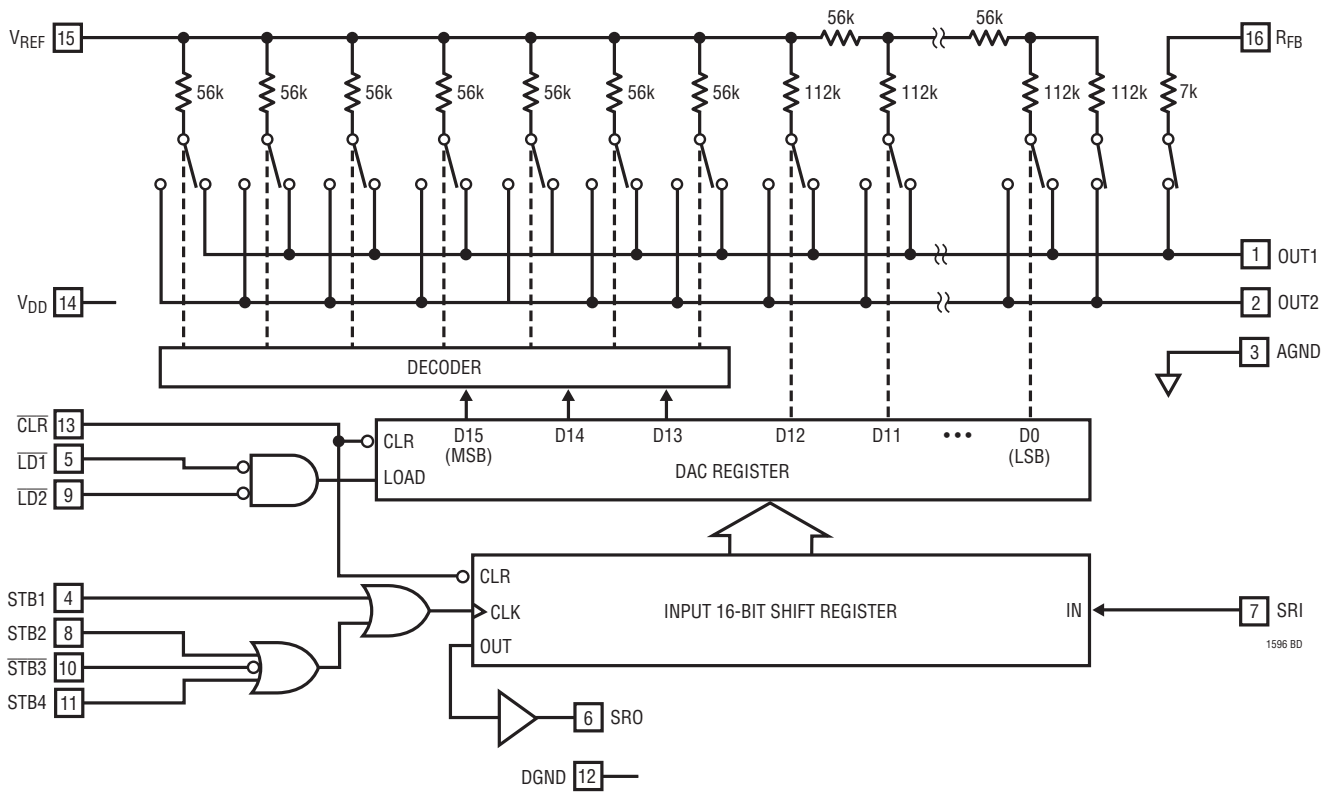 56k 56k
VREF 15 16 RFB
56k 56k 56k 56k 56k 56k 56k 112k 112k 112k 112k 7k
1 OUT1
VDD 14 2 OUT2
3 AGND
DECODER
CLR 13
CLR D15 D14 D13 D12 D11 ••• D0
(MSB) (LSB)
LD1 5
LOAD DAC REGISTER
LD2 9
CLR
STB1 4
CLK INPUT 16-BIT SHIFT REGISTER IN 7 SRI
STB2 8
OUT 1596 BD
STB3 10
STB4 11
6 SRO
DGND 12